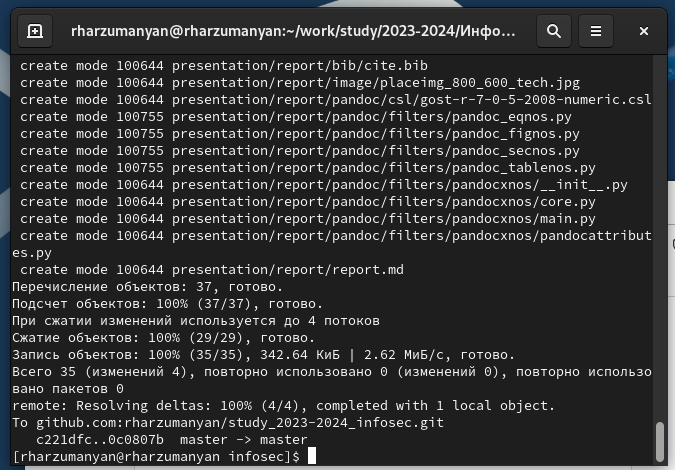 rharzumanyan@rharzumanyan:~/work/study/2023-2024/Инфо...
create mode 100644 presentation/report/bib/cite.bib
create mode 100644 presentation/report/image/placeimg_800_600_tech.jpg
create mode 100644 presentation/report/pandoc/csl/gost-r-7-0-5-2008-numeric.csl
create mode 100755 presentation/report/pandoc/filters/pandoc_eqnos.py
create mode 100755 presentation/report/pandoc/filters/pandoc_fignos.py
create mode 100755 presentation/report/pandoc/filters/pandoc_secnos.py
create mode 100755 presentation/report/pandoc/filters/pandoc_tablenos.py
create mode 100644 presentation/report/pandoc/filters/pandocxnos/__init__.py
create mode 100644 presentation/report/pandoc/filters/pandocxnos/core.py
create mode 100644 presentation/report/pandoc/filters/pandocxnos/main.py
create mode 100644 presentation/report/pandoc/filters/pandocxnos/pandocattribut
es.py
create mode 100644 presentation/report/report.md
Перечисление объектов: 37, готово.
Подсчет объектов: 100% (37/37), готово.
При сжатии изменений используется до 4 потоков
Сжатие объектов: 100% (29/29), готово.
Запись объектов: 100% (35/35), 342.64 КиБ | 2.62 МиБ/с, готово.
Всего 35 (изменений 4), повторно использовано 0 (изменений 0), повторно использо
вано пакетов 0
remote: Resolving deltas: 100% (4/4), completed with 1 local object.
To github.com:rharzumanyan/study_2023-2024_infosec.git
c221dfc..0c0807b  master -> master
[rharzumanyan@rharzumanyan infosec]$